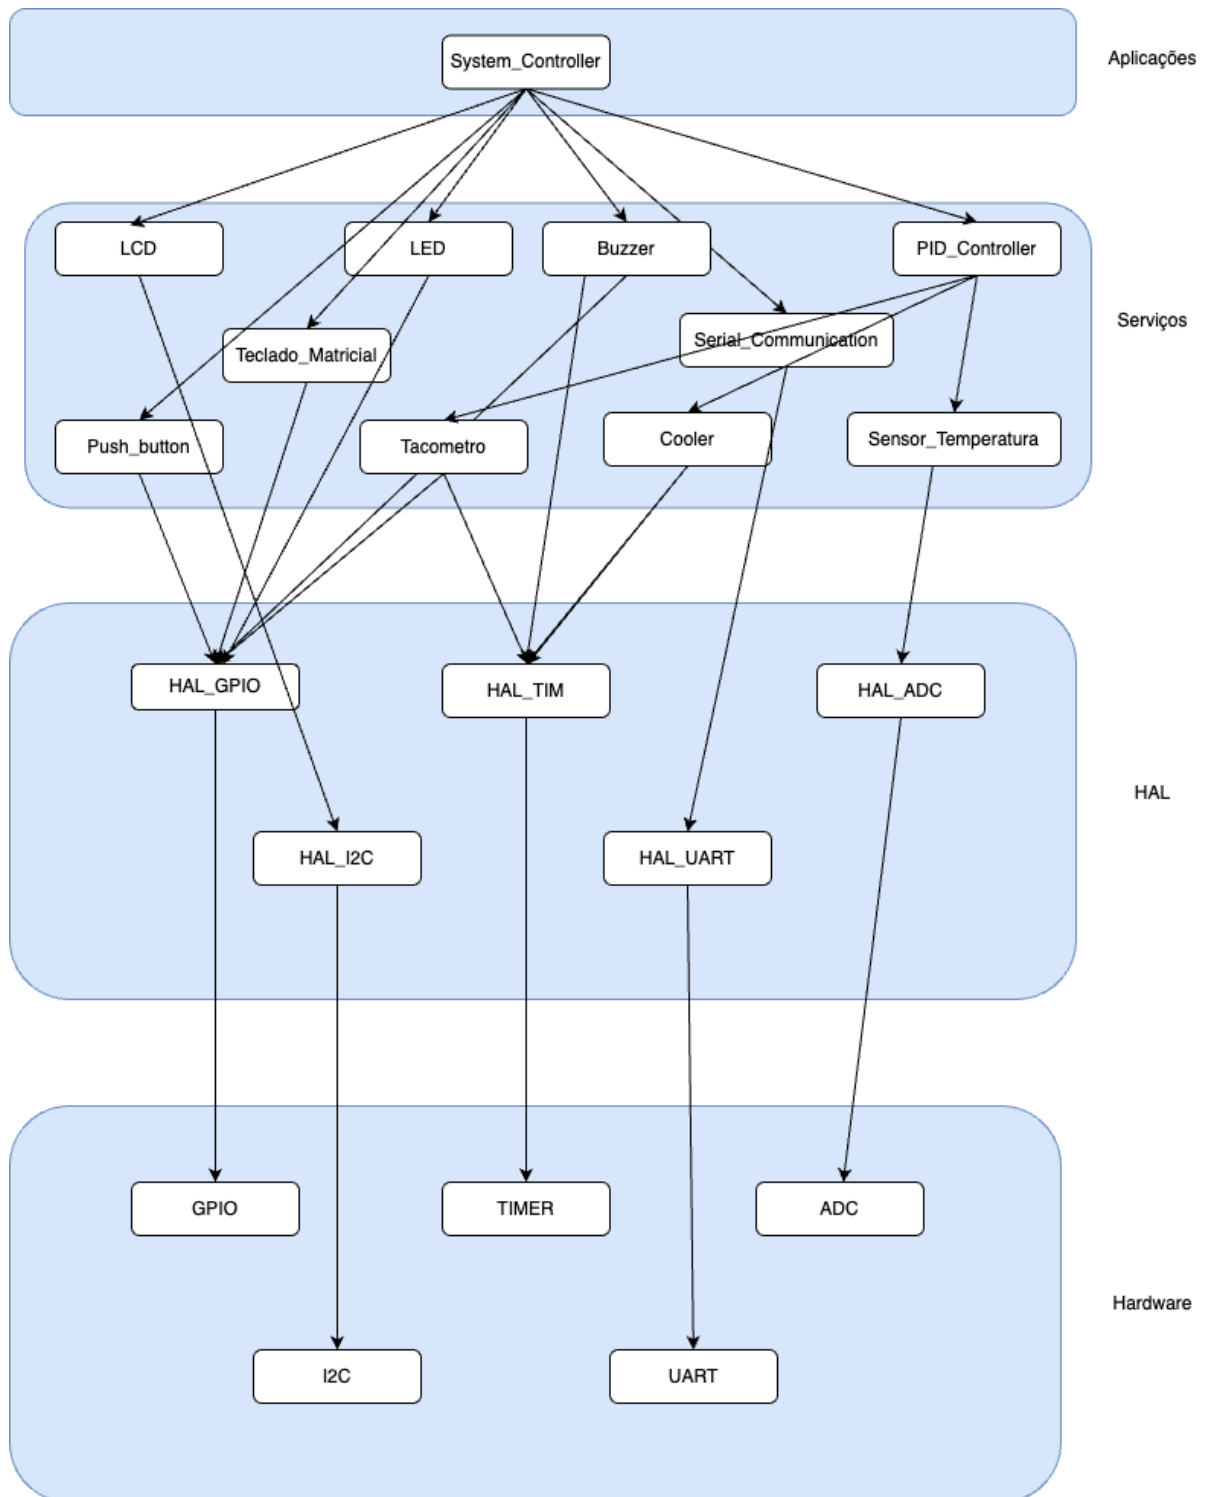 System_Controller
Aplicações
LCD
LED
Buzzer
PID_Controller
Serviços
Teclado_Matricial
Serial_Communication
Push_button
Tacometro
Cooler
Sensor_Temperatura
HAL_GPIO
HAL_TIM
HAL_ADC
HAL
HAL_I2C
HAL_UART
GPIO
TIMER
ADC
Hardware
I2C
UART